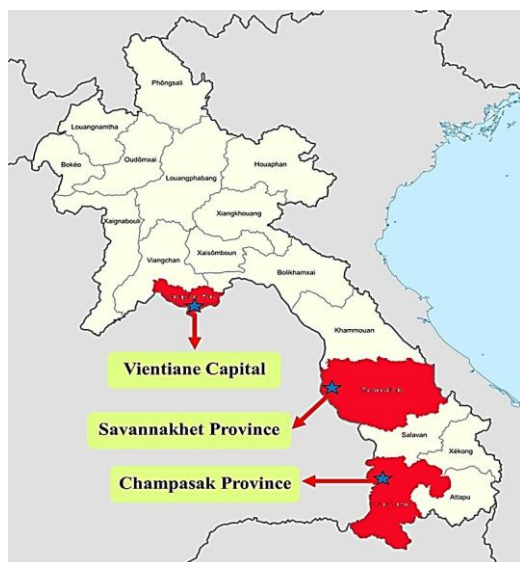 Phôngsali
Louangnamtha
Bokèo
Oudômxai
Louangphabang
Houaphan
Xaignabouli
Xiangkhouang
Viangchan
Xaisômboun
Bolikhamxai
Khammouan
Vientiane Capital
Savannakhet Province
Salavan
Xékong
Champasak Province
Attapu